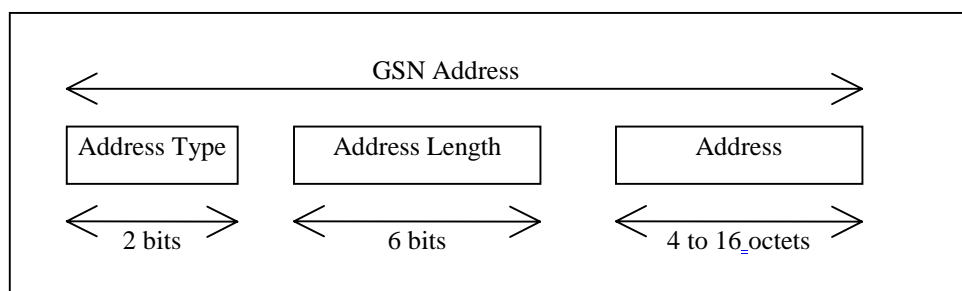 GSN Address
Address Type
Address Length
Address
2 bits
6 bits
4 to 16 octets